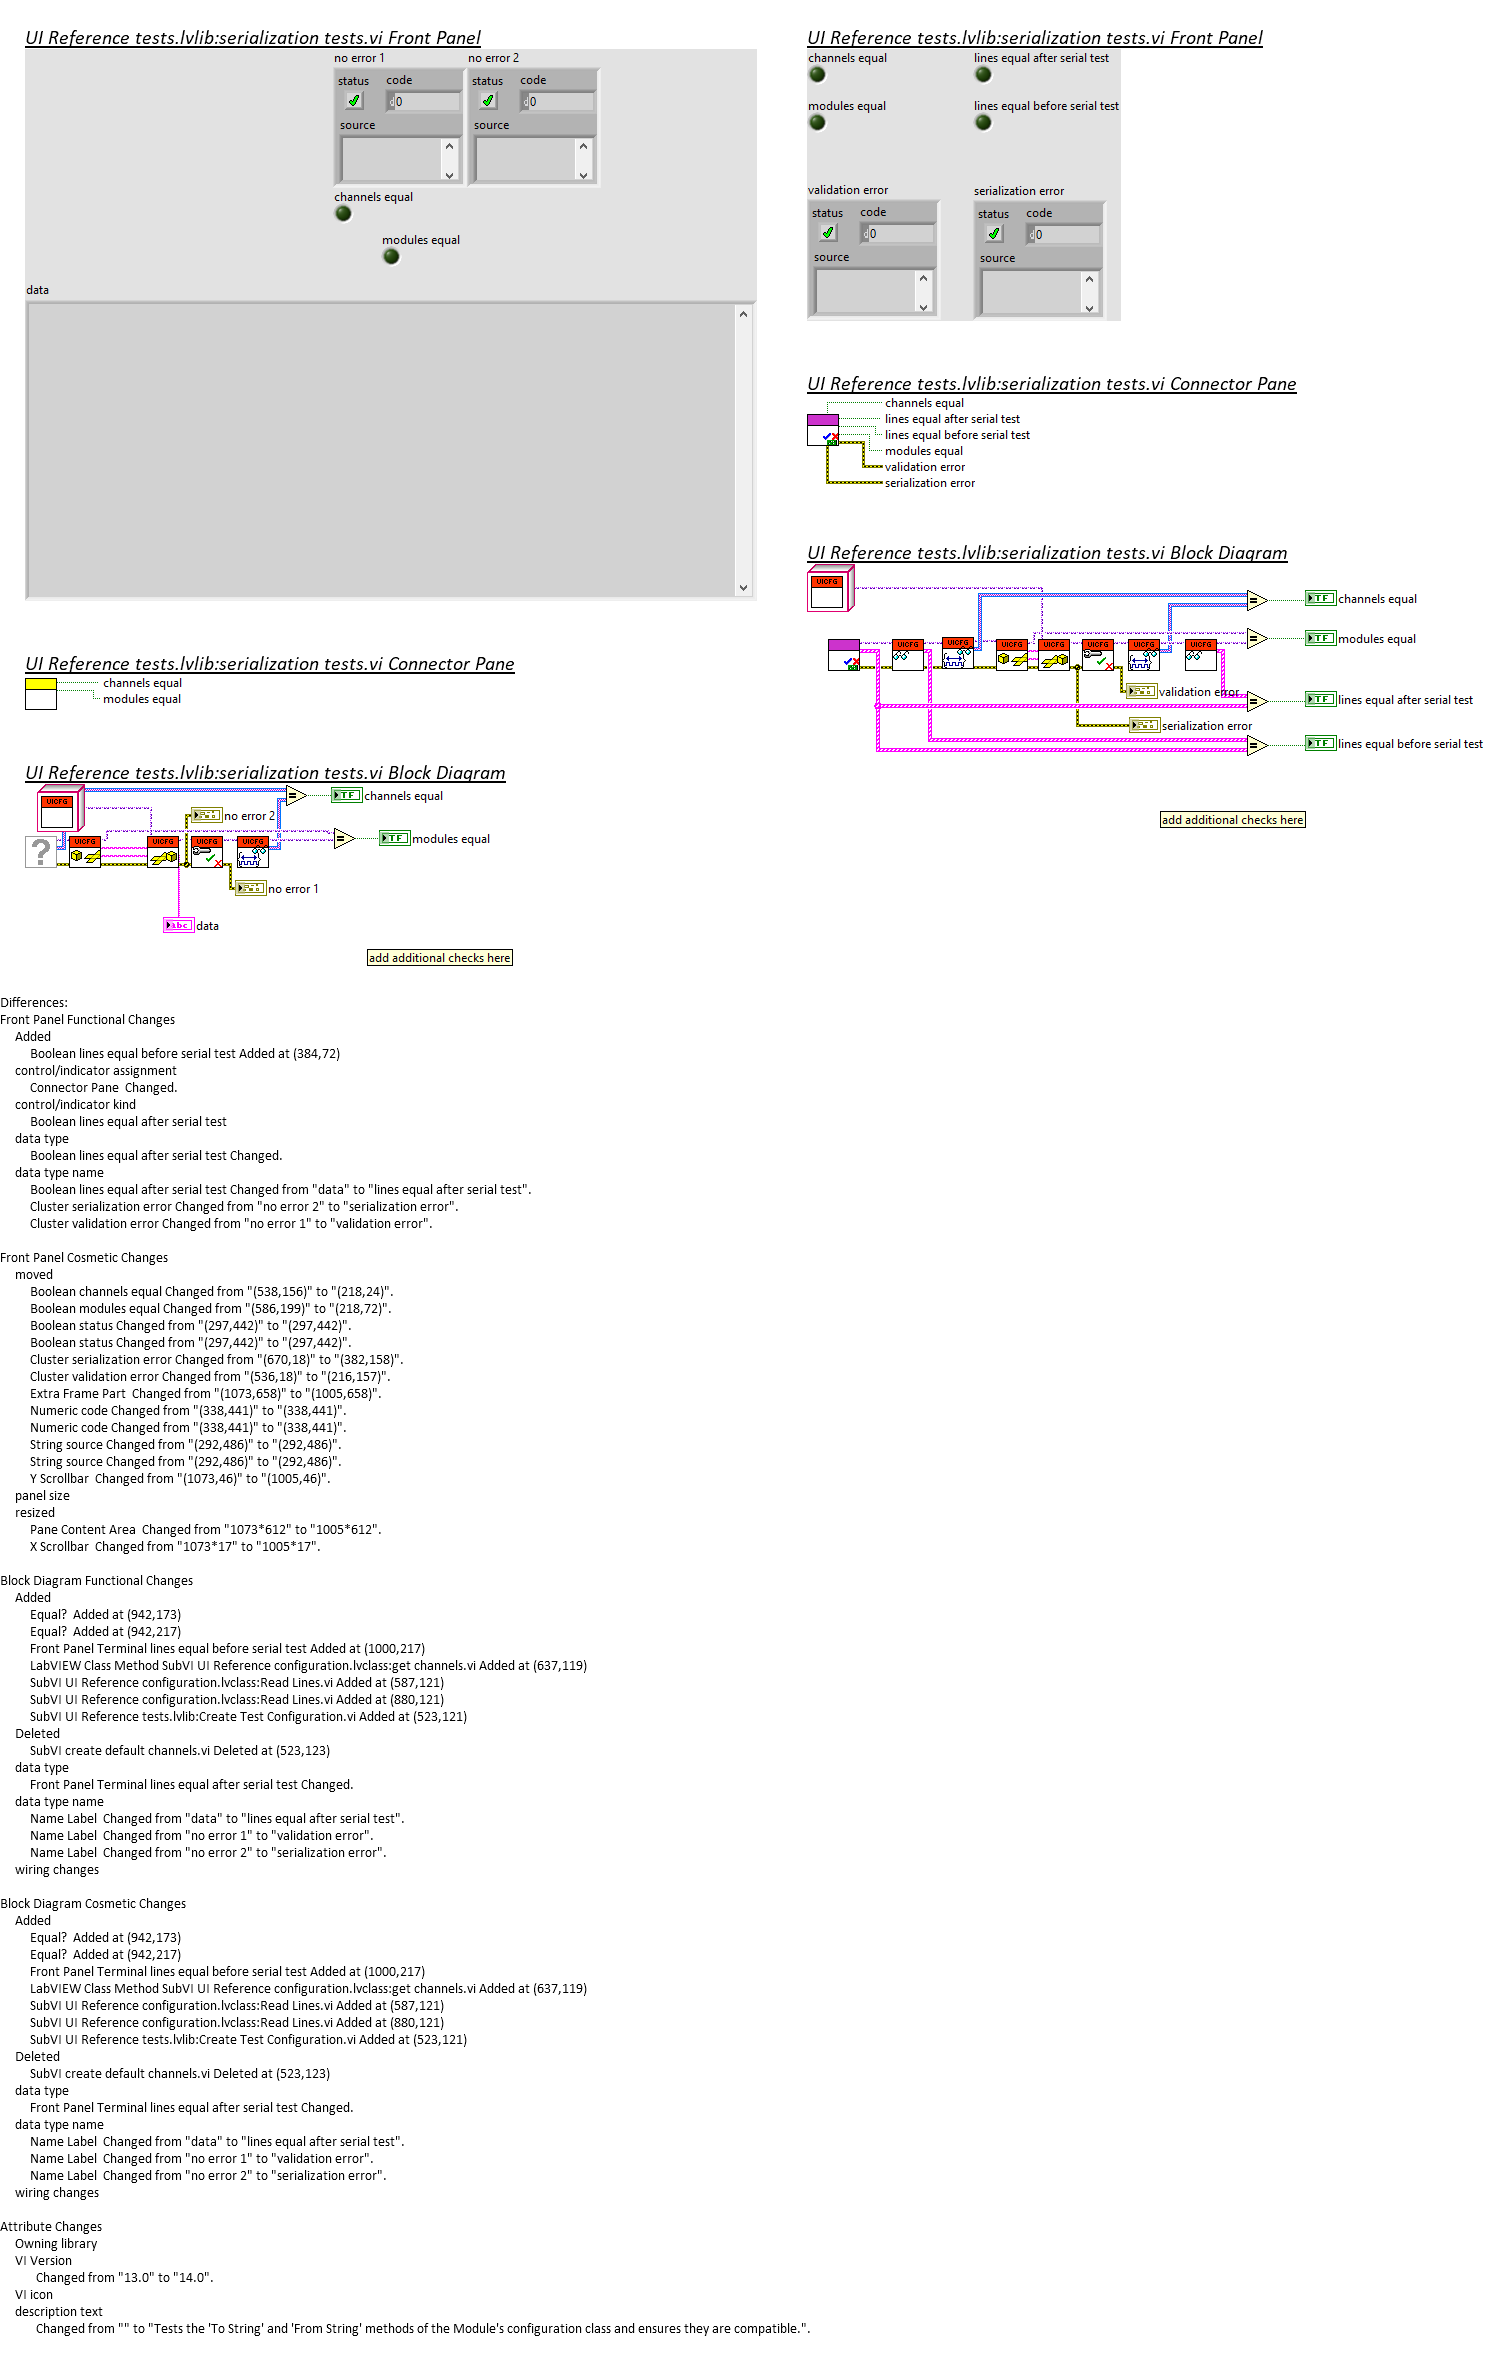 UI Reference tests.lvlib:serialization tests.vi Front Panel
no error 1
no error 2
status
code
status
code
0
0
source
source
channels equal
modules equal
data
UI Reference tests.lvlib:serialization tests.vi Connector Pane
channels equal
modules equal
UI Reference tests.lvlib:serialization tests.vi Block Diagram
UICFG
TF
channels equal
no error 2
?
UICFG
UICFG
UICFG
UICFG
=
=
TF
modules equal
no error 1
abc
data
add additional checks here
UI Reference tests.lvlib:serialization tests.vi Front Panel
channels equal
lines equal after serial test
modules equal
lines equal before serial test
validation error
serialization error
status
code
status
code
0
0
source
source
UI Reference tests.lvlib:serialization tests.vi Connector Pane
channels equal
lines equal after serial test
lines equal before serial test
modules equal
validation error
serialization error
UI Reference tests.lvlib:serialization tests.vi Block Diagram
UICFG
=
TF
channels equal
UICFG
UICFG
UICFG
UICFG
UICFG
UICFG
UICFG
=
TF
modules equal
validation error
=
TF
lines equal after serial test
serialization error
=
TF
lines equal before serial test
add additional checks here
Differences:
Front Panel Functional Changes
Added
Boolean lines equal before serial test Added at (384,72)
control/indicator assignment
Connector Pane  Changed.
control/indicator kind
Boolean lines equal after serial test
data type
Boolean lines equal after serial test Changed.
data type name
Boolean lines equal after serial test Changed from "data" to "lines equal after serial test".
Cluster serialization error Changed from "no error 2" to "serialization error".
Cluster validation error Changed from "no error 1" to "validation error".
Front Panel Cosmetic Changes
moved
Boolean channels equal Changed from "(538,156)" to "(218,24)".
Boolean modules equal Changed from "(586,199)" to "(218,72)".
Boolean status Changed from "(297,442)" to "(297,442)".
Boolean status Changed from "(297,442)" to "(297,442)".
Cluster serialization error Changed from "(670,18)" to "(382,158)".
Cluster validation error Changed from "(536,18)" to "(216,157)".
Extra Frame Part  Changed from "(1073,658)" to "(1005,658)".
Numeric code Changed from "(338,441)" to "(338,441)".
Numeric code Changed from "(338,441)" to "(338,441)".
String source Changed from "(292,486)" to "(292,486)".
String source Changed from "(292,486)" to "(292,486)".
Y Scrollbar  Changed from "(1073,46)" to "(1005,46)".
panel size
resized
Pane Content Area  Changed from "1073*612" to "1005*612".
X Scrollbar  Changed from "1073*17" to "1005*17".
Block Diagram Functional Changes
Added
Equal?  Added at (942,173)
Equal?  Added at (942,217)
Front Panel Terminal lines equal before serial test Added at (1000,217)
LabVIEW Class Method SubVI UI Reference configuration.lvclass:get channels.vi Added at (637,119)
SubVI UI Reference configuration.lvclass:Read Lines.vi Added at (587,121)
SubVI UI Reference configuration.lvclass:Read Lines.vi Added at (880,121)
SubVI UI Reference tests.lvlib:Create Test Configuration.vi Added at (523,121)
Deleted
SubVI create default channels.vi Deleted at (523,123)
data type
Front Panel Terminal lines equal after serial test Changed.
data type name
Name Label  Changed from "data" to "lines equal after serial test".
Name Label  Changed from "no error 1" to "validation error".
Name Label  Changed from "no error 2" to "serialization error".
wiring changes
Block Diagram Cosmetic Changes
Added
Equal?  Added at (942,173)
Equal?  Added at (942,217)
Front Panel Terminal lines equal before serial test Added at (1000,217)
LabVIEW Class Method SubVI UI Reference configuration.lvclass:get channels.vi Added at (637,119)
SubVI UI Reference configuration.lvclass:Read Lines.vi Added at (587,121)
SubVI UI Reference configuration.lvclass:Read Lines.vi Added at (880,121)
SubVI UI Reference tests.lvlib:Create Test Configuration.vi Added at (523,121)
Deleted
SubVI create default channels.vi Deleted at (523,123)
data type
Front Panel Terminal lines equal after serial test Changed.
data type name
Name Label  Changed from "data" to "lines equal after serial test".
Name Label  Changed from "no error 1" to "validation error".
Name Label  Changed from "no error 2" to "serialization error".
wiring changes
Attribute Changes
Owning library
VI Version
Changed from "13.0" to "14.0".
VI icon
description text
Changed from "" to "Tests the 'To String' and 'From String' methods of the Module's configuration class and ensures they are compatible.".